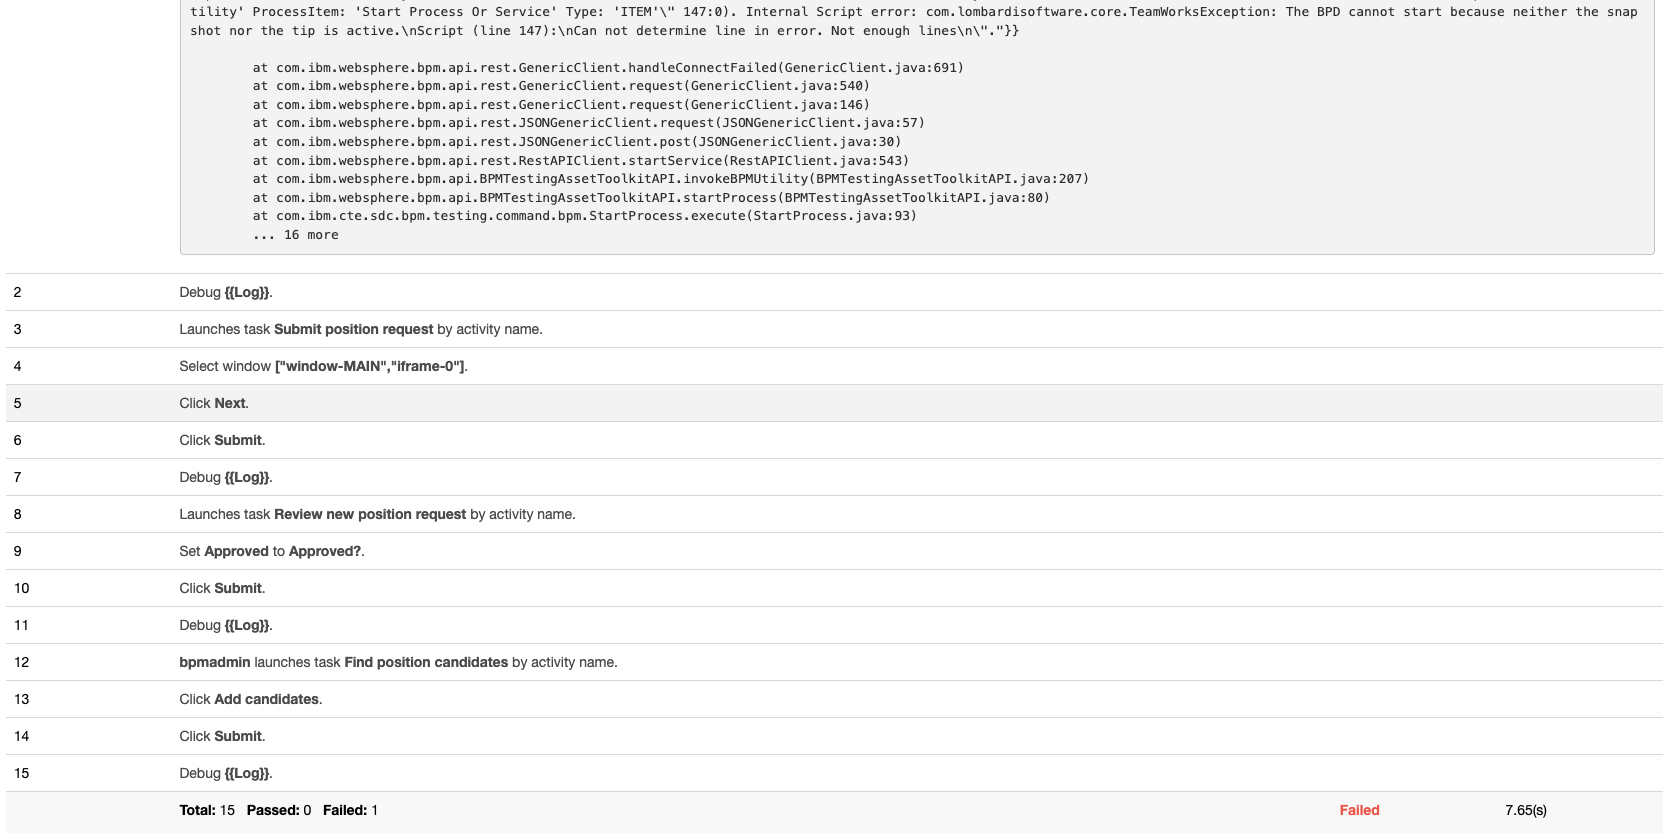 tility' ProcessItem: 'Start Process Or Service' Type: 'ITEM'\" 147:0). Internal Script error: com.lombardisoftware.core.TeamWorksException: The BPD cannot start because neither the snap
shot nor the tip is active.\nScript (line 147):\nCan not determine line in error. Not enough lines\n\"."}}
at com.ibm.websphere.bpm.api.rest.GenericClient.handleConnectFailed(GenericClient.java:691)
at com.ibm.websphere.bpm.api.rest.GenericClient.request(GenericClient.java:540)
at com.ibm.websphere.bpm.api.rest.GenericClient.request(GenericClient.java:146)
at com.ibm.websphere.bpm.api.rest.JSONGenericClient.request(JSONGenericClient.java:57)
at com.ibm.websphere.bpm.api.rest.JSONGenericClient.post(JSONGenericClient.java:30)
at com.ibm.websphere.bpm.api.rest.RestAPIClient.startService(RestAPIClient.java:543)
at com.ibm.websphere.bpm.api.BPMTestingAssetToolkitAPI.invokeBPMUtility(BPMTestingAssetToolkitAPI.java:207)
at com.ibm.websphere.bpm.api.BPMTestingAssetToolkitAPI.startProcess(BPMTestingAssetToolkitAPI.java:80)
at com.ibm.cte.sdc.bpm.testing.command.bpm.StartProcess.execute(StartProcess.java:93)
... 16 more
2 Debug {{Log}}.
3 Launches task Submit position request by activity name.
4 Select window ["window-MAIN","iframe-0"].
5 Click Next.
6 Click Submit.
7 Debug {{Log}}.
8 Launches task Review new position request by activity name.
9 Set Approved to Approved?.
10 Click Submit.
11 Debug {{Log}}.
12 bpmadmin launches task Find position candidates by activity name.
13 Click Add candidates.
14 Click Submit.
15 Debug {{Log}}.
Total: 15 Passed: 0 Failed: 1 Failed 7.65(s)